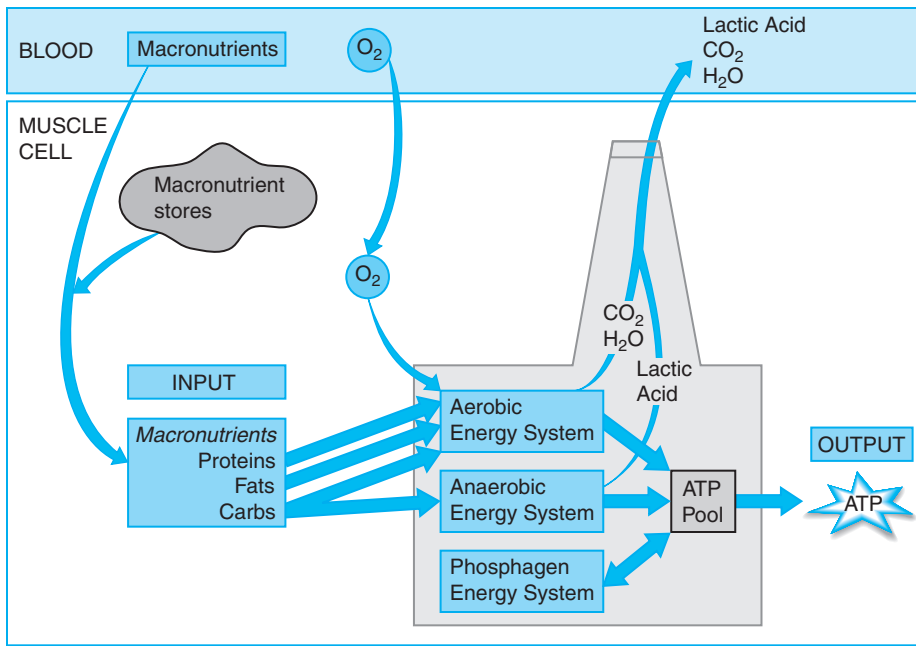 BLOOD
Macronutrients
O₂
Lactic Acid
CO₂
H₂O
MUSCLE
CELL
Macronutrient
stores
O₂
CO₂
H₂O
Lactic
Acid
INPUT
Macronutrients
Proteins
Fats
Carbs
Aerobic
Energy System
Anaerobic
Energy System
Phosphagen
Energy System
ATP
Pool
OUTPUT
ATP